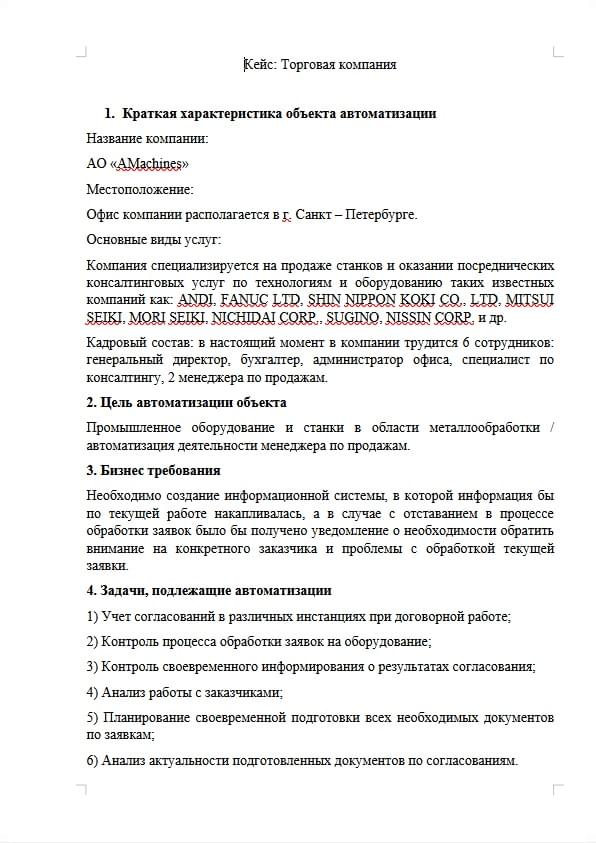 Кейс: Торговая компания
1. Краткая характеристика объекта автоматизации
Название компании:
АО «AMachines»
Местоположение:
Офис компании располагается в г. Санкт – Петербурге.
Основные виды услуг:
Компания специализируется на продаже станков и оказании посреднических
консалтинговых услуг по технологиям и оборудованию таких известных
компаний как: ANDI, FANUC LTD, SHIN NIPPON KOKI CO., LTD, MITSUI
SEIKI, MORI SEIKI, NICHIDAI CORP., SUGINO, NISSIN CORP. и др.
Кадровый состав: в настоящий момент в компании трудится 6 сотрудников:
генеральный директор, бухгалтер, администратор офиса, специалист по
консалтингу, 2 менеджера по продажам.
2. Цель автоматизации объекта
Промышленное оборудование и станки в области металлообработки /
автоматизация деятельности менеджера по продажам.
3. Бизнес требования
Необходимо создание информационной системы, в которой информация бы
по текущей работе накапливалась, а в случае с отставанием в процессе
обработки заявок было бы получено уведомление о необходимости обратить
внимание на конкретного заказчика и проблемы с обработкой текущей
заявки.
4. Задачи, подлежащие автоматизации
1) Учет согласований в различных инстанциях при договорной работе;
2) Контроль процесса обработки заявок на оборудование;
3) Контроль своевременного информирования о результатах согласования;
4) Анализ работы с заказчиками;
5) Планирование своевременной подготовки всех необходимых документов
по заявкам;
6) Анализ актуальности подготовленных документов по согласованиям.